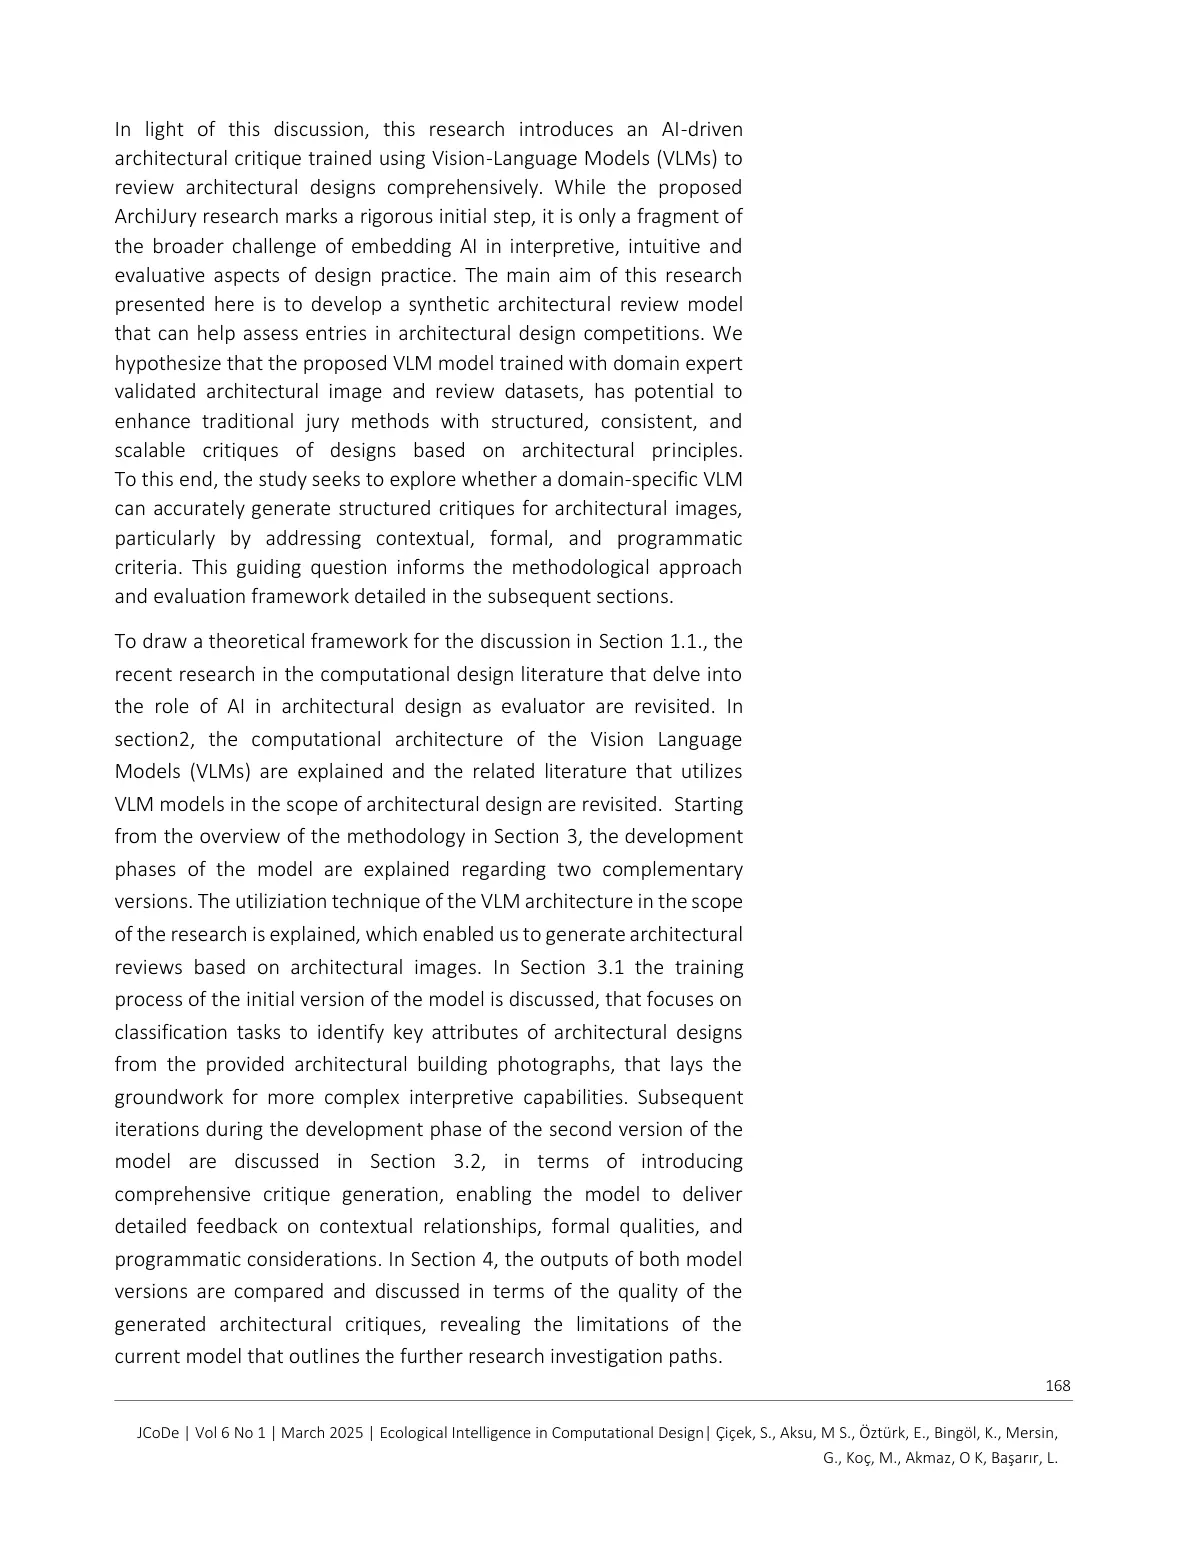 In light of this discussion, this research introduces an AI-driven
architectural critique trained using Vision-Language Models (VLMs) to
review architectural designs comprehensively. While the proposed
ArchiJury research marks a rigorous initial step, it is only a fragment of
the broader challenge of embedding AI in interpretive, intuitive and
evaluative aspects of design practice. The main aim of this research
presented here is to develop a synthetic architectural review model
that can help assess entries in architectural design competitions. We
hypothesize that the proposed VLM model trained with domain expert
validated architectural image and review datasets, has potential to
enhance traditional jury methods with structured, consistent, and
scalable critiques of designs based on architectural principles.
To this end, the study seeks to explore whether a domain-specific VLM
can accurately generate structured critiques for architectural images,
particularly by addressing contextual, formal, and programmatic
criteria. This guiding question informs the methodological approach
and evaluation framework detailed in the subsequent sections.
To draw a theoretical framework for the discussion in Section 1.1., the
recent research in the computational design literature that delve into
the role of AI in architectural design as evaluator are revisited. In
section2, the computational architecture of the Vision Language
Models (VLMs) are explained and the related literature that utilizes
VLM models in the scope of architectural design are revisited. Starting
from the overview of the methodology in Section 3, the development
phases of the model are explained regarding two complementary
versions. The utiliziation technique of the VLM architecture in the scope
of the research is explained, which enabled us to generate architectural
reviews based on architectural images. In Section 3.1 the training
process of the initial version of the model is discussed, that focuses on
classification tasks to identify key attributes of architectural designs
from the provided architectural building photographs, that lays the
groundwork for more complex interpretive capabilities. Subsequent
iterations during the development phase of the second version of the
model are discussed in Section 3.2, in terms of introducing
comprehensive critique generation, enabling the model to deliver
detailed feedback on contextual relationships, formal qualities, and
programmatic considerations. In Section 4, the outputs of both model
versions are compared and discussed in terms of the quality of the
generated architectural critiques, revealing the limitations of the
current model that outlines the further research investigation paths.
168
JCoDe | Vol 6 No 1 | March 2025 | Ecological Intelligence in Computational Design| Çiçek, S., Aksu, M S., Öztürk, E., Bingöl, K., Mersin,
G., Koç, M., Akmaz, O K, Başarır, L.